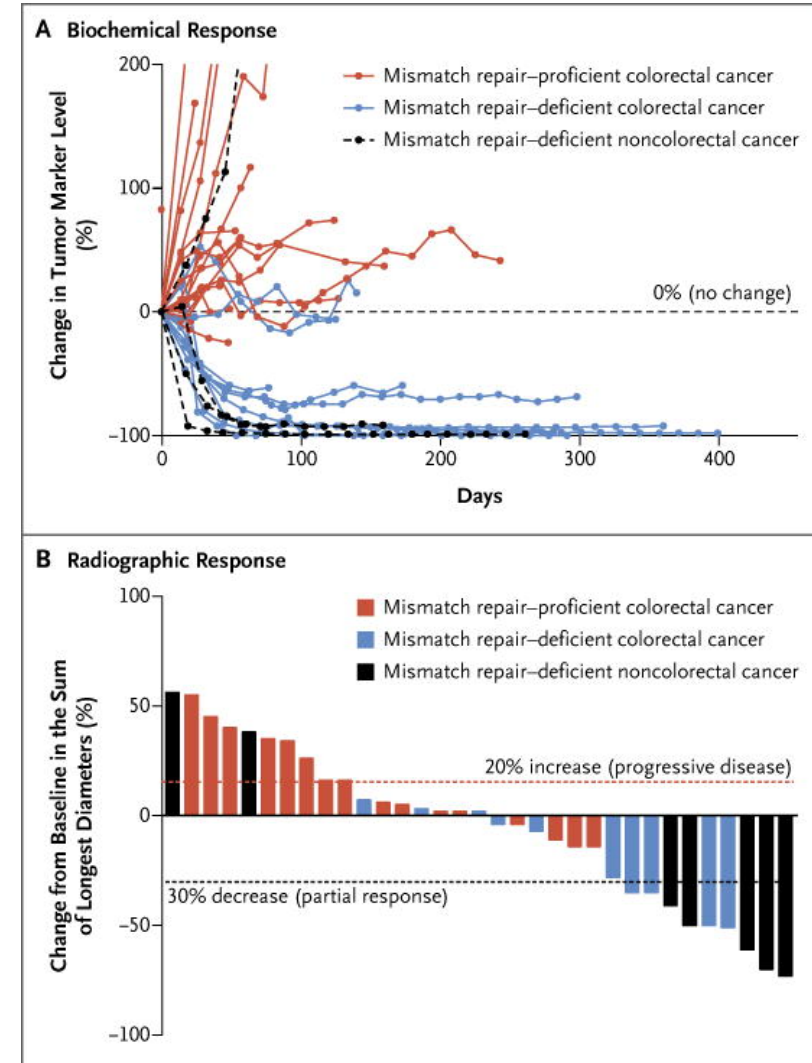 A Biochemical Response
200
100
0
–100
Change in Tumor Marker Level
(%)
Mismatch repair–proficient colorectal cancer
Mismatch repair–deficient colorectal cancer
Mismatch repair–deficient noncolorectal cancer
0% (no change)
0
100
200
300
400
Days
B Radiographic Response
100
50
0
–50
–100
Change from Baseline in the Sum
of Longest Diameters (%)
Mismatch repair–proficient colorectal cancer
Mismatch repair–deficient colorectal cancer
Mismatch repair–deficient noncolorectal cancer
20% increase (progressive disease)
30% decrease (partial response)